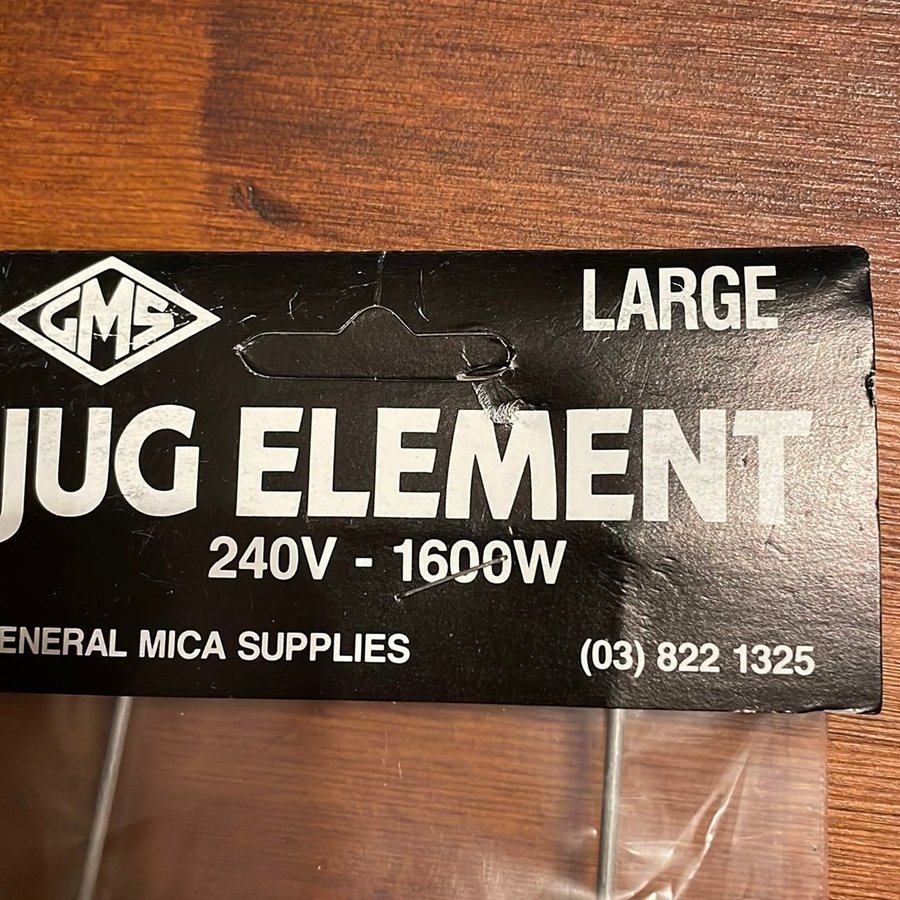 GMS
LARGE
JUG ELEMENT
240V - 1600W
ENERAL MICA SUPPLIES
(03) 822 1325